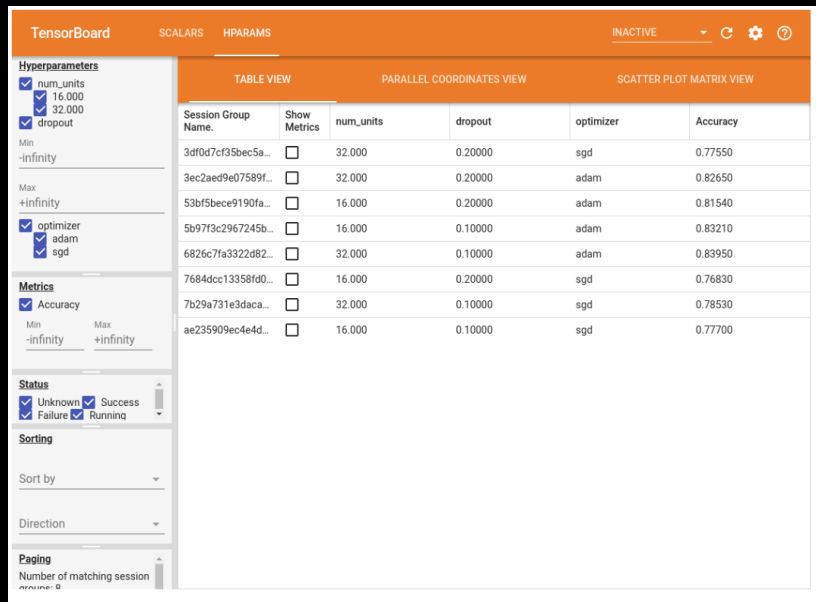 TensorBoard SCALARS HPARAMS INACTIVE
Hyperparameters
num_units
16.000
32.000
dropout
Min
-infinity
Max
+infinity
optimizer
adam
sgd
Metrics
Accuracy
Min Max
-infinity +infinity
Status
Unknown Success
Failure Running
Sorting
Sort by
Direction
Paging
Number of matching session
groups: 8
TABLE VIEW PARALLEL COORDINATES VIEW SCATTER PLOT MATRIX VIEW
Session Group Name. Show Metrics num_units dropout optimizer Accuracy
3df0d7cf35bec5a... 32.000 0.20000 sgd 0.77550
3ec2aed9e07589f... 32.000 0.20000 adam 0.82650
53bf5bece9190fa... 16.000 0.20000 adam 0.81540
5b97f3c2967245b... 16.000 0.10000 adam 0.83210
6826c7fa3322d82... 32.000 0.10000 adam 0.83950
7684dcc13358fd0... 16.000 0.20000 sgd 0.76830
7b29a731e3daca... 32.000 0.10000 sgd 0.78530
ae235909ec4e4d... 16.000 0.10000 sgd 0.77700